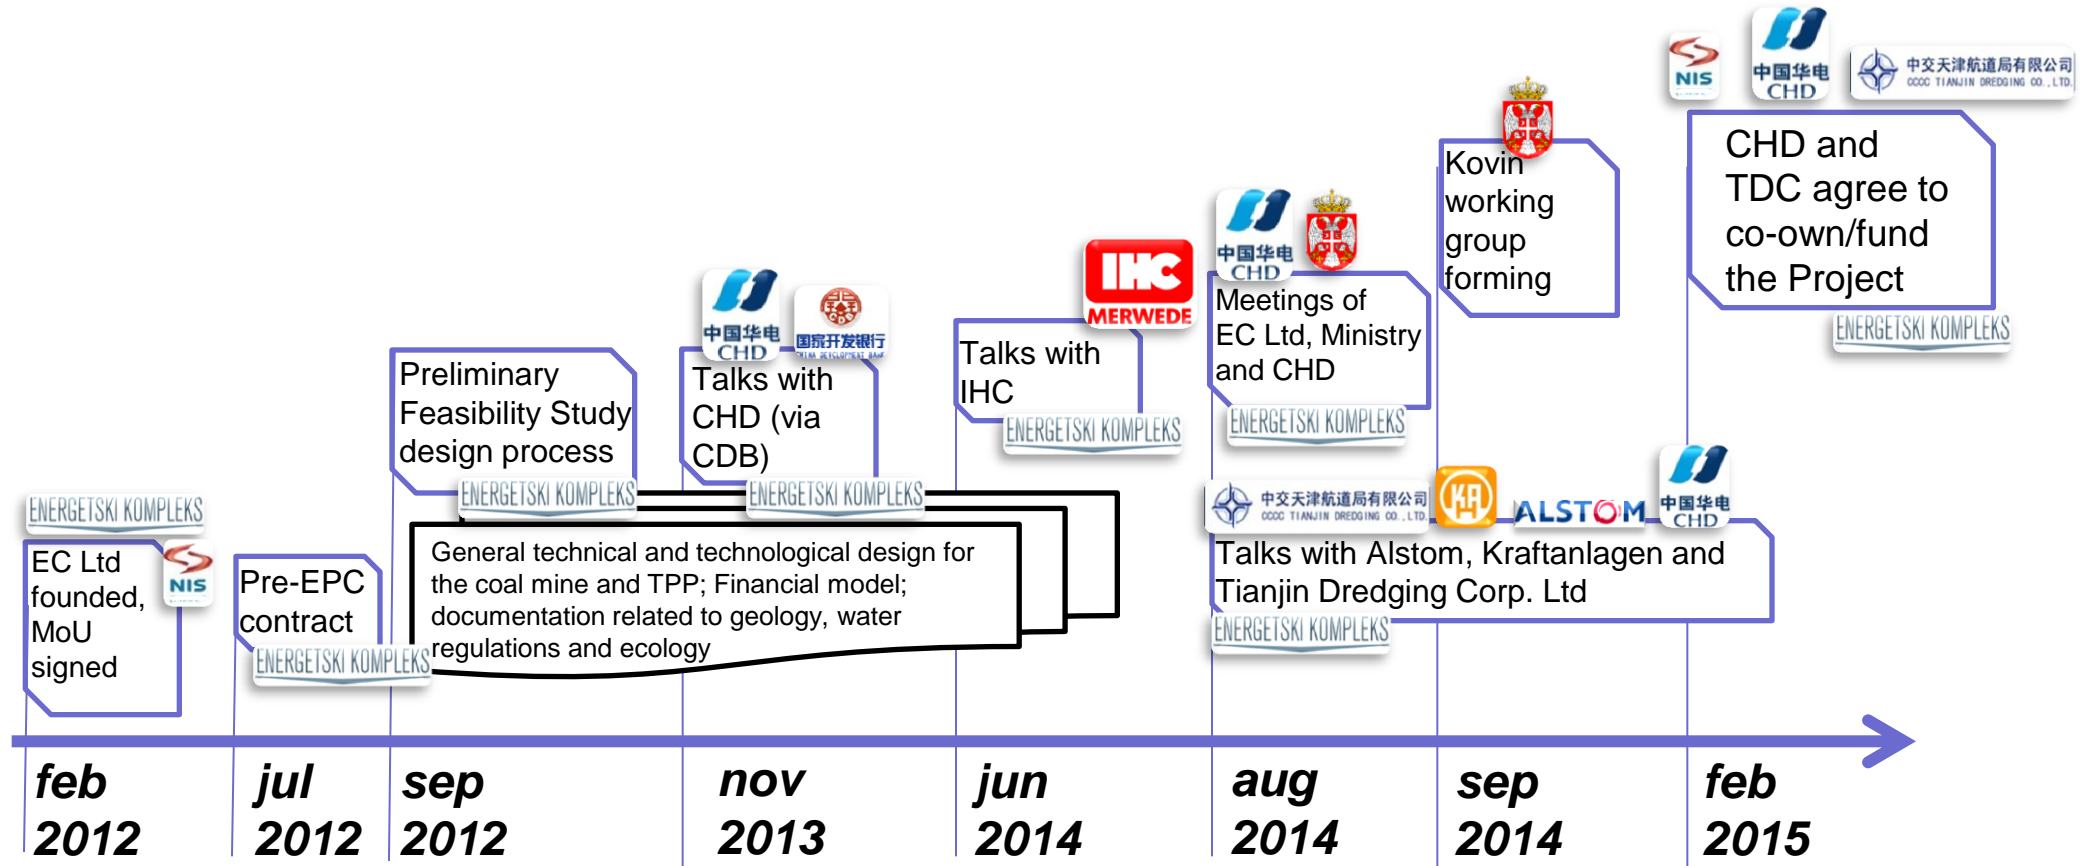 ENERGETSKI KOMPLEKS
EC Ltd
founded,
MoU
signed
NIS
Pre-EPC
contract
ENERGETSKI KOMPLEKS
Preliminary
Feasibility Study
design process
ENERGETSKI KOMPLEKS
中国华电
CHD
国家开发银行
CHINA DEVELOPMENT BANK
Talks with
CHD (via
CDB)
ENERGETSKI KOMPLEKS
General technical and technological design for
the coal mine and TPP; Financial model;
documentation related to geology, water
regulations and ecology
IHC
MERWEDE
Talks with
IHC
ENERGETSKI KOMPLEKS
中国华电
CHD
Meetings of
EC Ltd, Ministry
and CHD
ENERGETSKI KOMPLEKS
中交天津航道局有限公司
CCCC TIANJIN DREDGING CO.,LTD.
ALSTOM
中国华电
CHD
Talks with Alstom, Kraftanlagen and
Tianjin Dredging Corp. Ltd
ENERGETSKI KOMPLEKS
Kovin
working
group
forming
NIS
中国华电
CHD
中交天津航道局有限公司
CCCC TIANJIN DREDGING CO.,LTD.
CHD and
TDC agree to
co-own/fund
the Project
ENERGETSKI KOMPLEKS
feb
2012
jul
2012
sep
2012
nov
2013
jun
2014
aug
2014
sep
2014
feb
2015